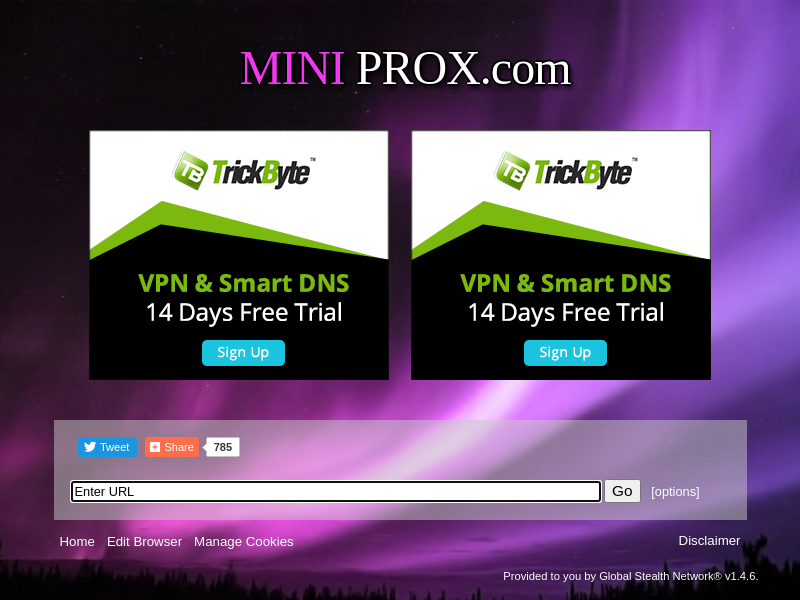 MINI PROX.com
TB TrickByte™
VPN & Smart DNS
14 Days Free Trial
Sign Up
TB TrickByte™
VPN & Smart DNS
14 Days Free Trial
Sign Up
Tweet Share 785
Enter URL Go [options]
Home Edit Browser Manage Cookies Disclaimer
Provided to you by Global Stealth Network® v1.4.6.